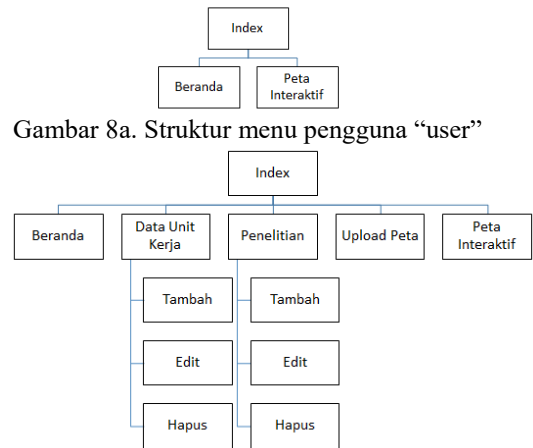 Index
Beranda
Peta
Interaktif
Gambar 8a. Struktur menu pengguna “user”
Index
Beranda
Data Unit
Kerja
Penelitian
Upload Peta
Peta
Interaktif
Tambah
Tambah
Edit
Edit
Hapus
Hapus